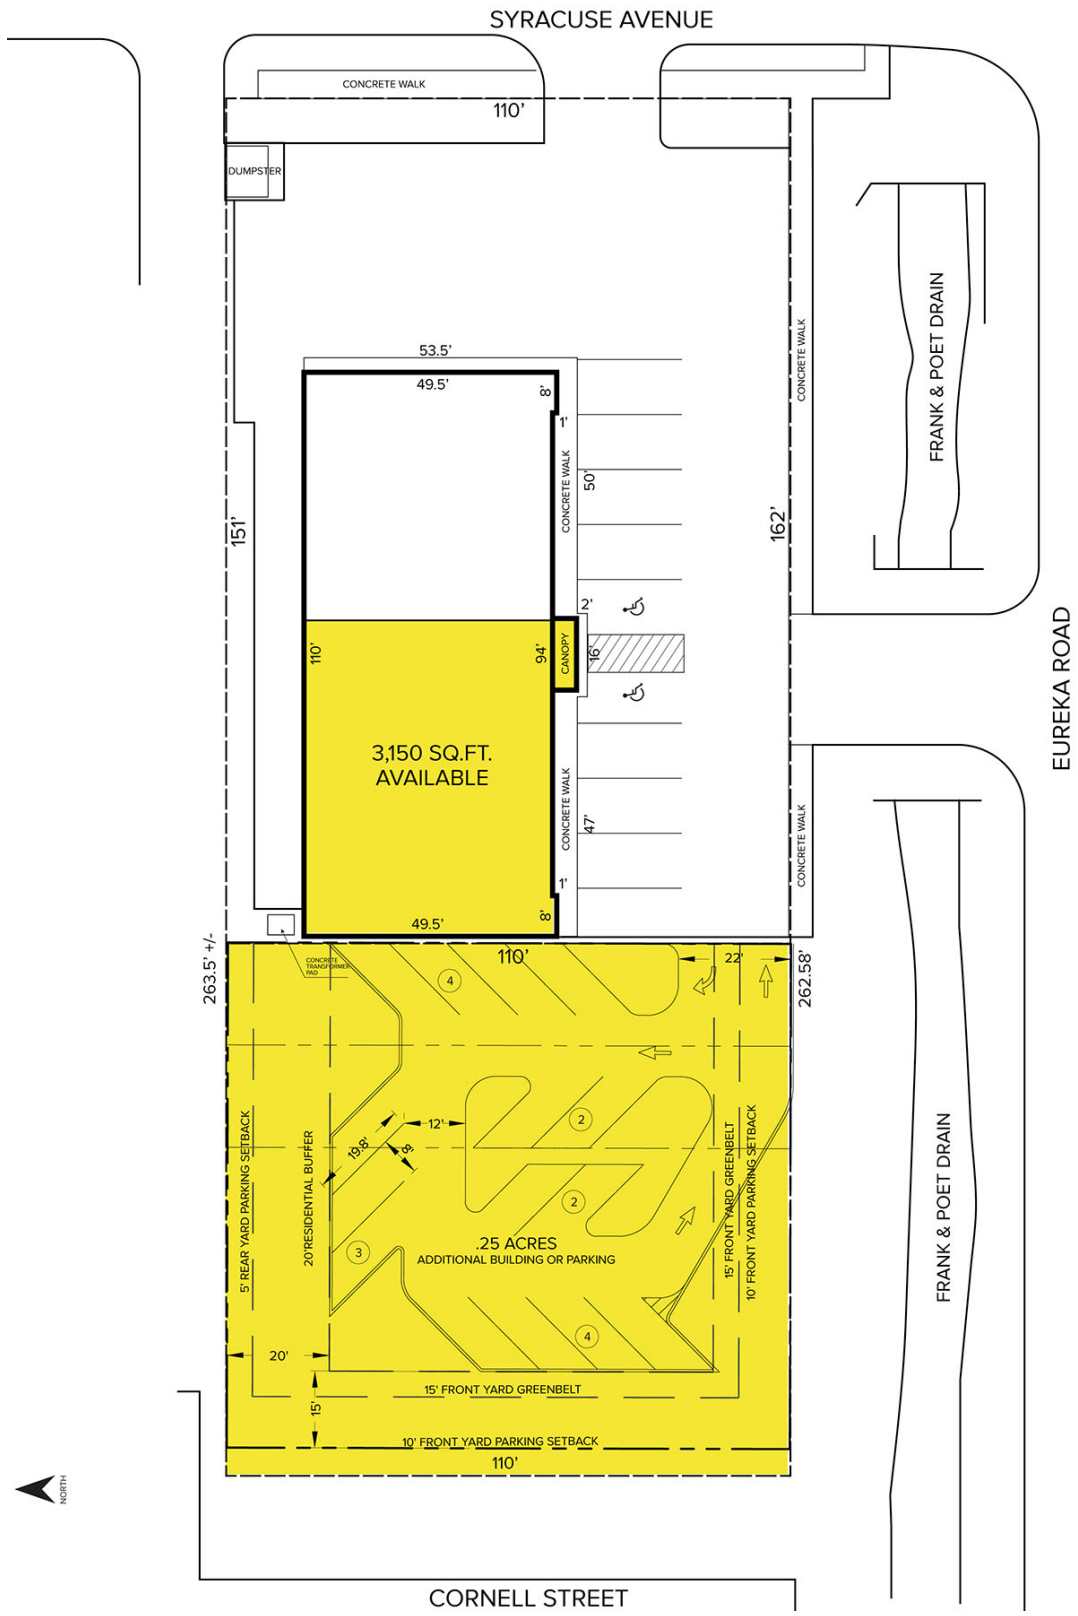 SYRACUSE AVENUE
CONCRETE WALK
110'
DUMPSTER
FRANK & POET DRAIN
CONCRETE WALK
53.5'
49.5'
8'
1'
CONCRETE WALK
50'
151'
162'
2'
110'
94'
CANOPY
16'
EUREKA ROAD
3,150 SQ.FT.
AVAILABLE
CONCRETE WALK
47'
CONCRETE WALK
1'
8'
49.5'
263.5' +/-
CONCRETE
TRANSFORMER
PAD
110'
22'
262.58'
4
12'
2
19.8'
8'
5' REAR YARD PARKING SETBACK
20'RESIDENTIAL BUFFER
15' FRONT YARD GREENBELT
10' FRONT YARD PARKING SETBACK
FRANK & POET DRAIN
2
3
.25 ACRES
ADDITIONAL BUILDING OR PARKING
4
20'
15'
15' FRONT YARD GREENBELT
10' FRONT YARD PARKING SETBACK
110'
NORTH
CORNELL STREET